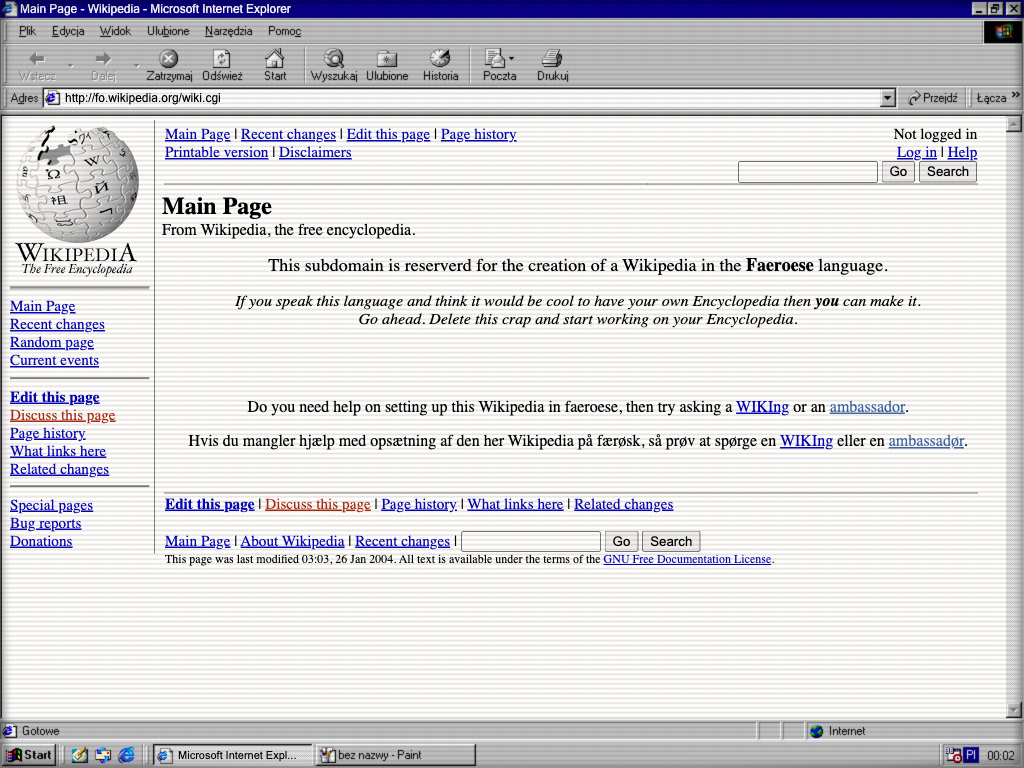 Main Page - Wikipedia - Microsoft Internet Explorer
Plik Edycja Widok Ulubione Narzędzia Pomoc
Wstecz Dalej Zatrzymaj Odśwież Start Wyszukaj Ulubione Historia Poczta Drukuj
Adres http://fo.wikipedia.org/wiki.cgi Przejdź Łącza »
Main Page | Recent changes | Edit this page | Page history
Not logged in
Printable version | Disclaimers
Log in | Help
Go Search
WIKIPEDIA
The Free Encyclopedia
Main Page
Recent changes
Random page
Current events
Edit this page
Discuss this page
Page history
What links here
Related changes
Special pages
Bug reports
Donations
Main Page
From Wikipedia, the free encyclopedia.
This subdomain is reserverd for the creation of a Wikipedia in the Faeroese language.
If you speak this language and think it would be cool to have your own Encyclopedia then you can make it.
Go ahead. Delete this crap and start working on your Encyclopedia.
Do you need help on setting up this Wikipedia in faeroese, then try asking a WIKIng or an ambassador.
Hvis du mangler hjælp med opsætning af den her Wikipedia på færøsk, så prøv at spørge en WIKIng eller en ambassadør.
Edit this page | Discuss this page | Page history | What links here | Related changes
Main Page | About Wikipedia | Recent changes | Go Search
This page was last modified 03:03, 26 Jan 2004. All text is available under the terms of the GNU Free Documentation License.
Gotowe Internet
Start Microsoft Internet Expl... bez nazwy - Paint Pl 00:02